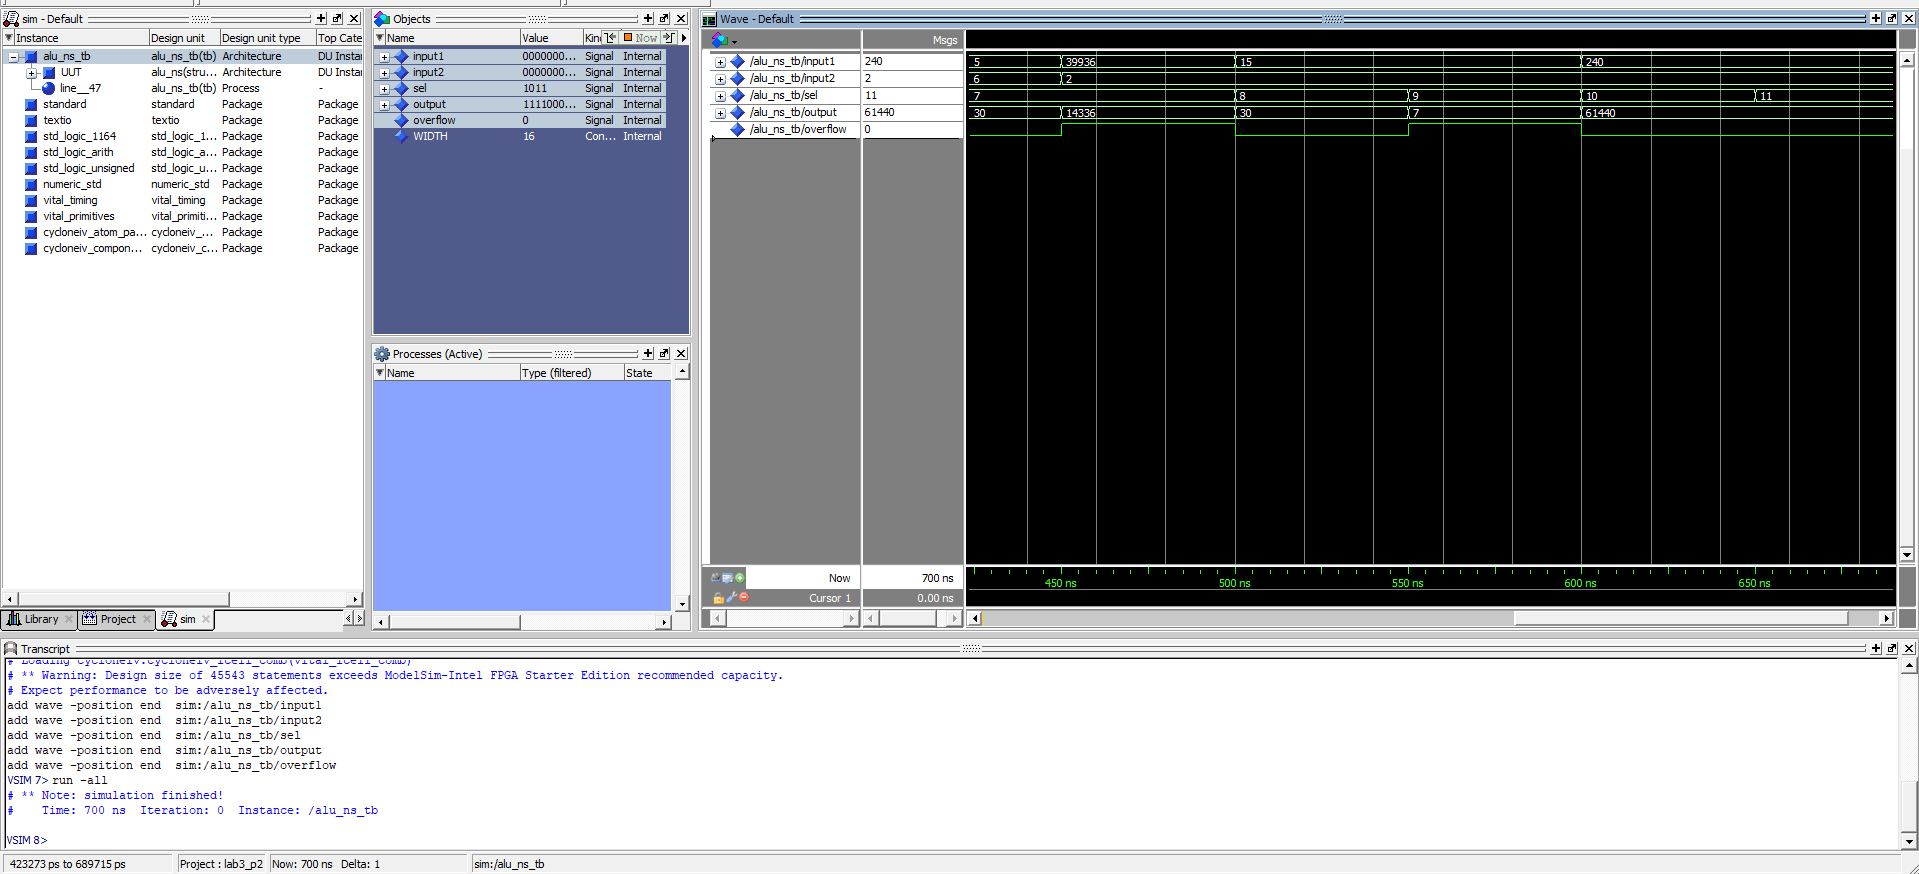 sim - Default
Instance Design unit Design unit type Top Cate
alu_ns_tb alu_ns_tb(tb) Architecture DU Instar
UUT alu_ns(stru... Architecture DU Instar
line__47 alu_ns_tb(tb) Process -
standard standard Package Package
textio textio Package Package
std_logic_1164 std_logic_1... Package Package
std_logic_arith std_logic_a... Package Package
std_logic_unsigned std_logic_u... Package Package
numeric_std numeric_std Package Package
vital_timing vital_timing Package Package
vital_primitives vital_primiti... Package Package
cycloneiv_atom_pa... cycloneiv_... Package Package
cycloneiv_compon... cycloneiv_c... Package Package
Library Project sim
Objects
Name Value Kind Now
input1 0000000... Signal Internal
input2 0000000... Signal Internal
sel 1011 Signal Internal
output 1111000... Signal Internal
overflow 0 Signal Internal
WIDTH 16 Con... Internal
Processes (Active)
Name Type (filtered) State
Wave - Default
Msgs
/alu_ns_tb/input1 240 5 39936 15 240
/alu_ns_tb/input2 2 6 2
/alu_ns_tb/sel 11 7 8 9 10 11
/alu_ns_tb/output 61440 30 14336 30 7 61440
/alu_ns_tb/overflow 0
Now 700 ns 450 ns 500 ns 550 ns 600 ns 650 ns
Cursor 1 0.00 ns
Transcript
# Loading cycloneiv.cycloneiv_lcell_comb(vital_lcell_comb)
# ** Warning: Design size of 45543 statements exceeds ModelSim-Intel FPGA Starter Edition recommended capacity.
# Expect performance to be adversely affected.
add wave -position end sim:/alu_ns_tb/input1
add wave -position end sim:/alu_ns_tb/input2
add wave -position end sim:/alu_ns_tb/sel
add wave -position end sim:/alu_ns_tb/output
add wave -position end sim:/alu_ns_tb/overflow
VSIM 7> run -all
# ** Note: simulation finished!
# Time: 700 ns Iteration: 0 Instance: /alu_ns_tb
VSIM 8>
423273 ps to 689715 ps Project : lab3_p2 Now: 700 ns Delta: 1 sim:/alu_ns_tb